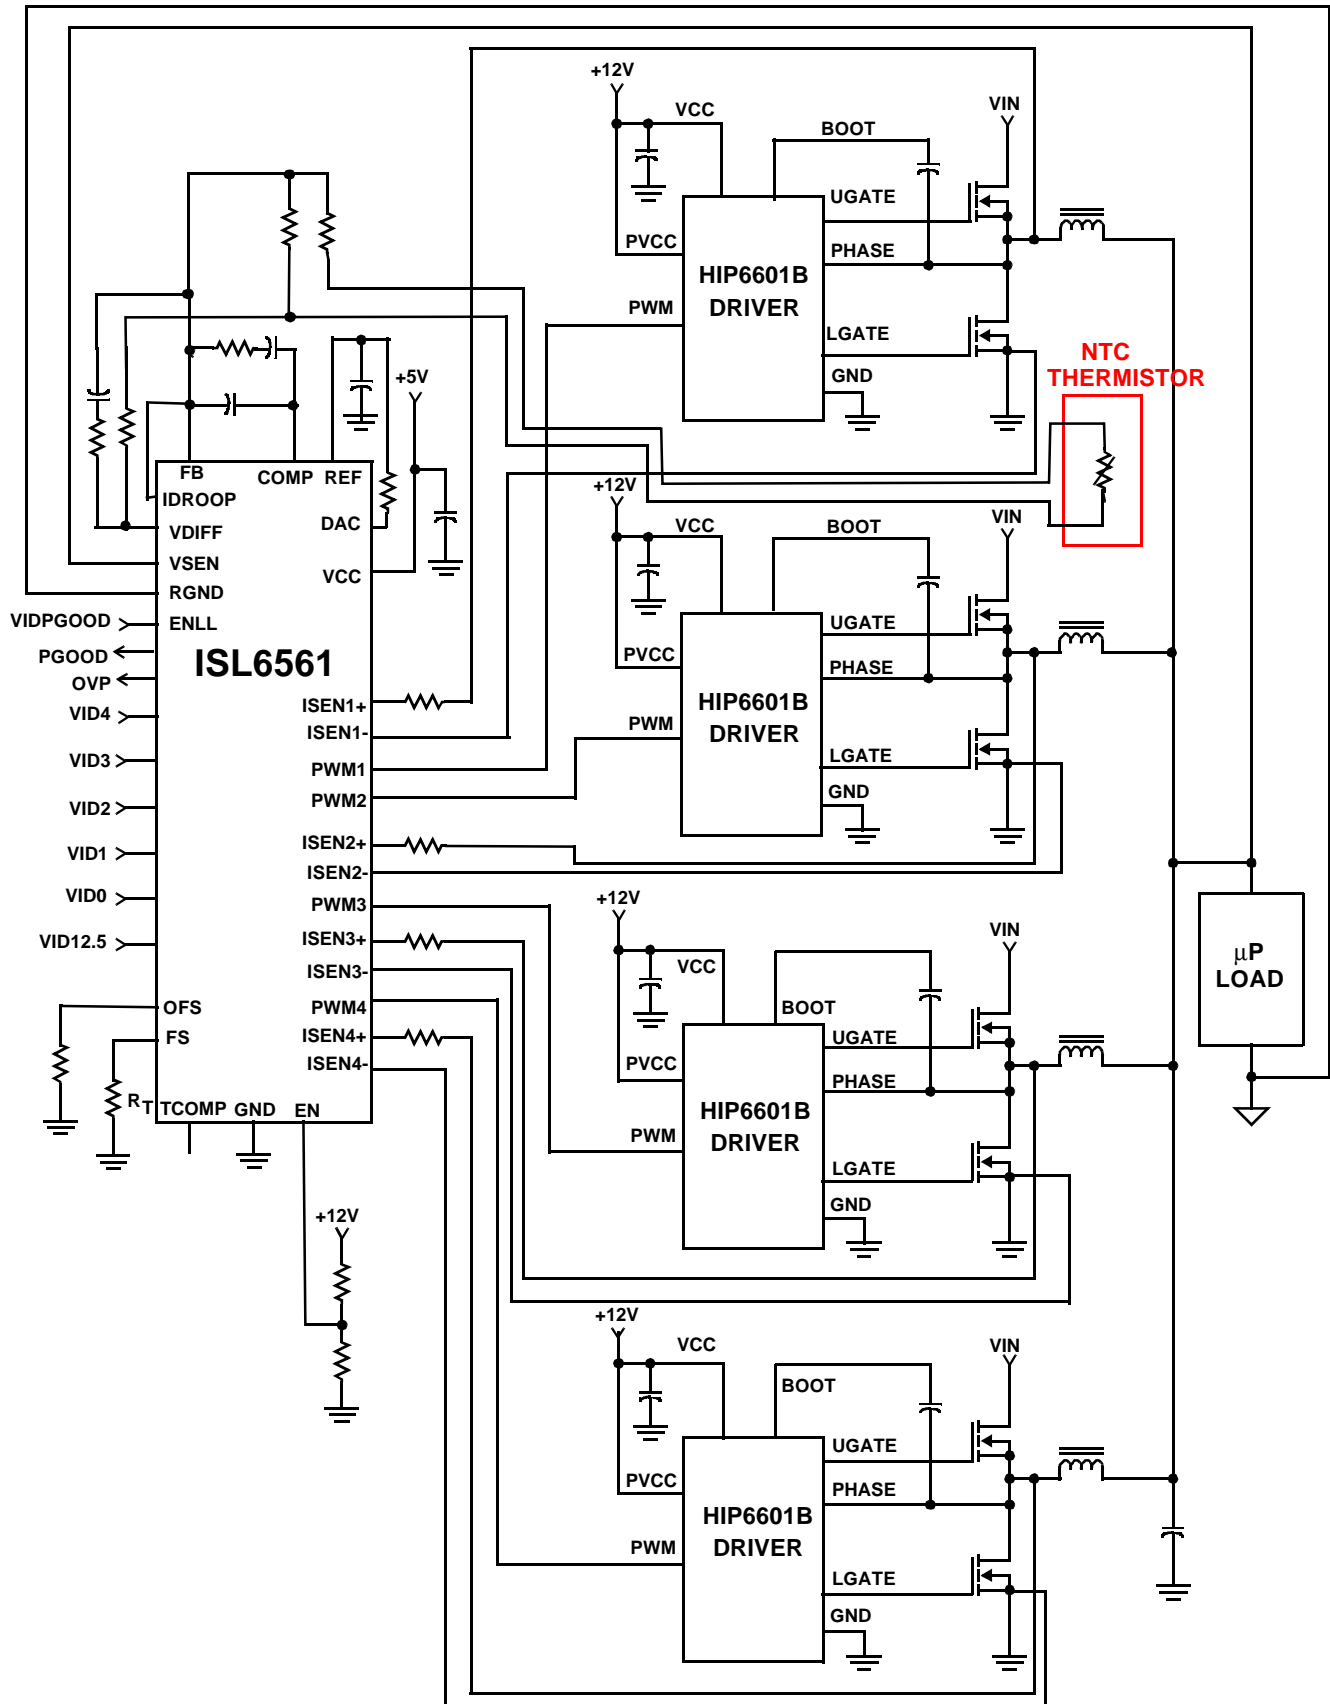 +12V
VCC
VIN
BOOT
UGATE
PVCC
PHASE
HIP6601B
DRIVER
PWM
LGATE
GND
NTC
THERMISTOR
+5V
FB
COMP
REF
IDROOP
VDIFF
DAC
VSEN
VCC
RGND
VIDPGOOD
ENLL
PGOOD
OVP
ISL6561
VID4
ISEN1+
ISEN1-
VID3
PWM1
VID2
PWM2
VID1
ISEN2+
ISEN2-
VID0
PWM3
VID12.5
ISEN3+
ISEN3-
OFS
PWM4
FS
ISEN4+
ISEN4-
RT
TCOMP
GND
EN
+12V
+12V
VCC
VIN
BOOT
UGATE
PVCC
PHASE
HIP6601B
DRIVER
PWM
LGATE
GND
+12V
VCC
VIN
BOOT
UGATE
PVCC
PHASE
HIP6601B
DRIVER
PWM
LGATE
GND
µP
LOAD
+12V
VCC
VIN
BOOT
UGATE
PVCC
PHASE
HIP6601B
DRIVER
PWM
LGATE
GND